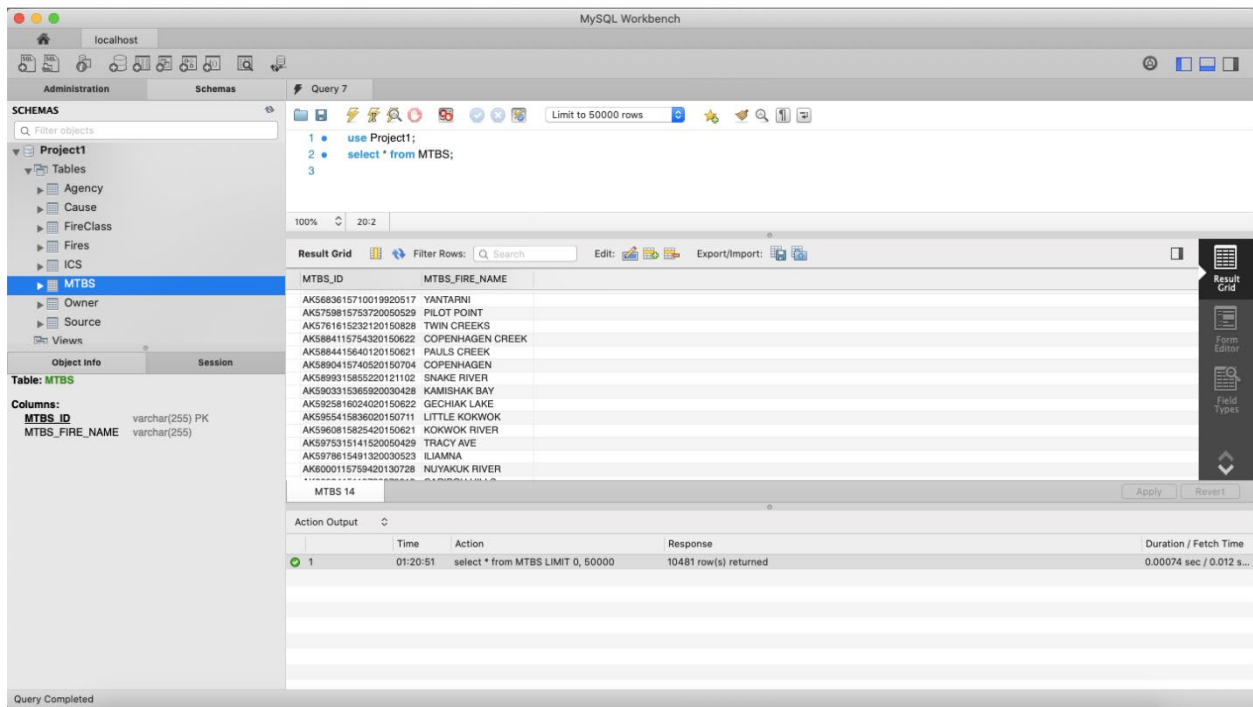 MySQL Workbench
localhost
Administration Schemas
Query 7
SCHEMAS
Filter objects
Project1
Tables
Agency
Cause
FireClass
Fires
ICS
MTBS
Owner
Source
Views
Object Info Session
Table: MTBS
Columns:
MTBS_ID varchar(255) PK
MTBS_FIRE_NAME varchar(255)
Limit to 50000 rows
1 use Project1;
2 select * from MTBS;
3
100% 20:2
Result Grid Filter Rows: Search Edit: Export/Import:
MTBS_ID MTBS_FIRE_NAME
AK5683615710019920517 YANTARNI
AK5759815753720050529 PILOT POINT
AK5761615232120150828 TWIN CREEKS
AK5884115754320150622 COPENHAGEN CREEK
AK5884415640120150621 PAULS CREEK
AK5890415740520150704 COPENHAGEN
AK5899315855220121102 SNAKE RIVER
AK5903315365920030428 KAMISHAK BAY
AK5925816024020150622 GECHIAK LAKE
AK5955415836020150711 LITTLE KOKWOK
AK5960815825420150621 KOKWOK RIVER
AK5975315141520050429 TRACY AVE
AK5978615491320030523 ILIAMNA
AK6000115759420130728 NUYAKUK RIVER
Result Grid
Form Editor
Field Types
MTBS 14
Apply Revert
Action Output
Time Action Response Duration / Fetch Time
1 01:20:51 select * from MTBS LIMIT 0, 50000 10481 row(s) returned 0.00074 sec / 0.012 s...
Query Completed